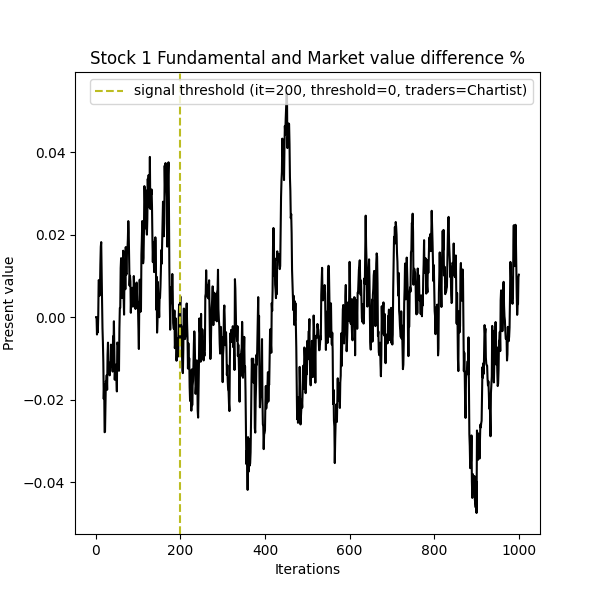 Stock 1 Fundamental and Market value difference %
signal threshold (it=200, threshold=0, traders=Chartist)
0.04
0.02
0.00
−0.02
−0.04
Present value
0 200 400 600 800 1000
Iterations